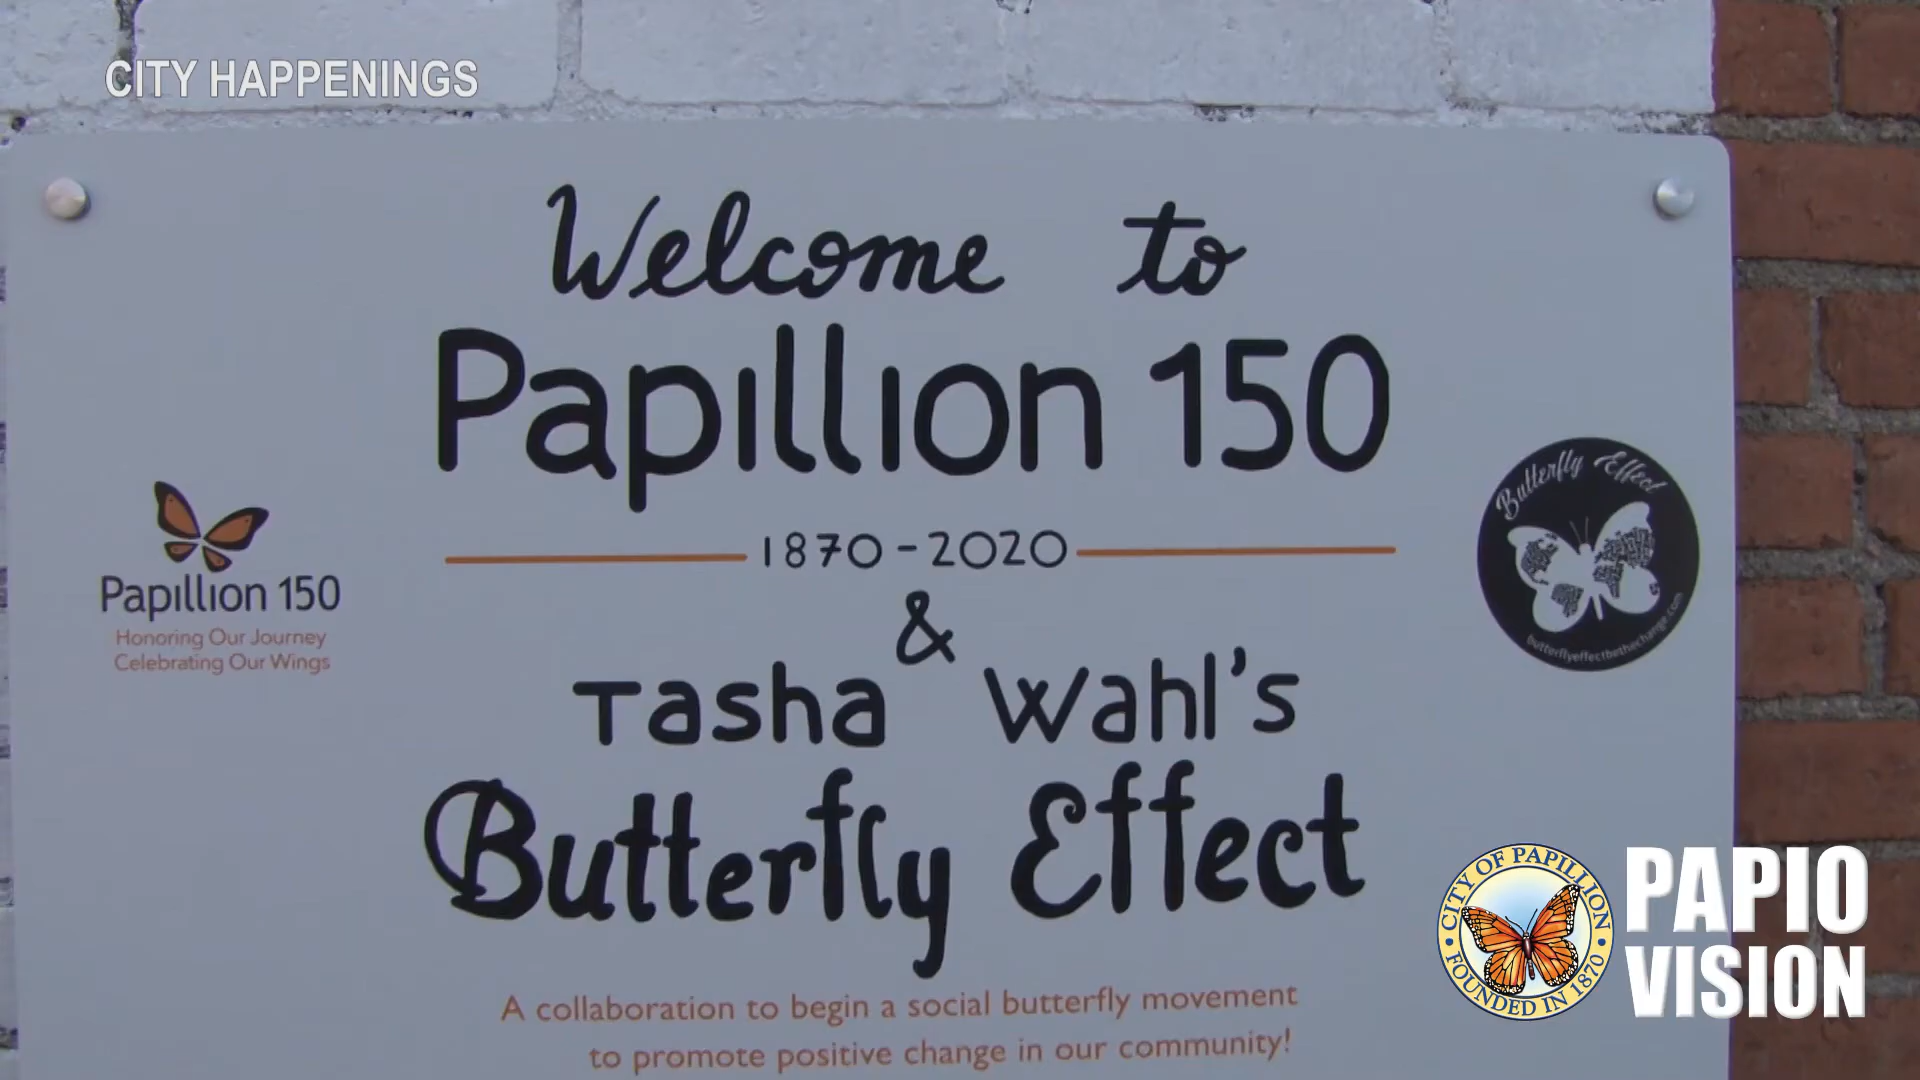 CITY HAPPENINGS
Welcome to
Papillion 150
1870-2020
&
Tasha Wahl's
Butterfly Effect
A collaboration to begin a social butterfly movement
to promote positive change in our community!
Papillion 150
Honoring Our Journey
Celebrating Our Wings
Butterfly Effect
butterflyeffectbethechange.com
CITY OF PAPILLION
FOUNDED IN 1870
PAPIO
VISION